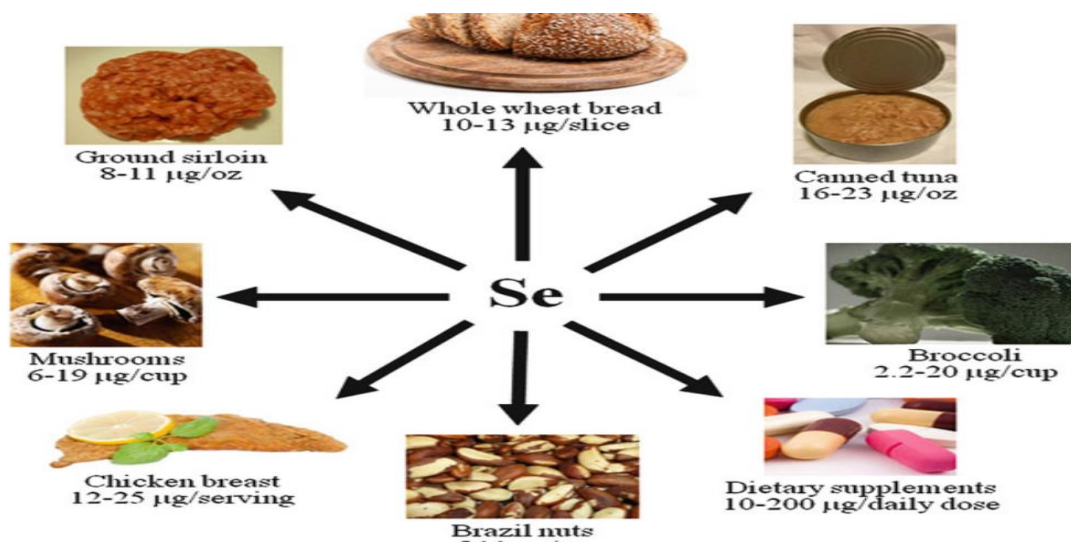 Whole wheat bread
10-13 µg/slice
Ground sirloin
8-11 µg/oz
Canned tuna
16-23 µg/oz
Se
Mushrooms
6-19 µg/cup
Broccoli
2.2-20 µg/cup
Chicken breast
12-25 µg/serving
Dietary supplements
10-200 µg/daily dose
Brazil nuts